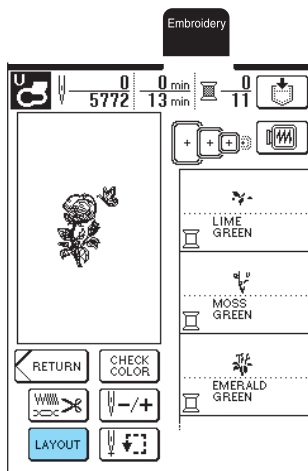 Embroidery
0 0 min 0
5772 13 min 11
LIME
GREEN
MOSS
GREEN
EMERALD
GREEN
RETURN CHECK
COLOR
-/+
LAYOUT